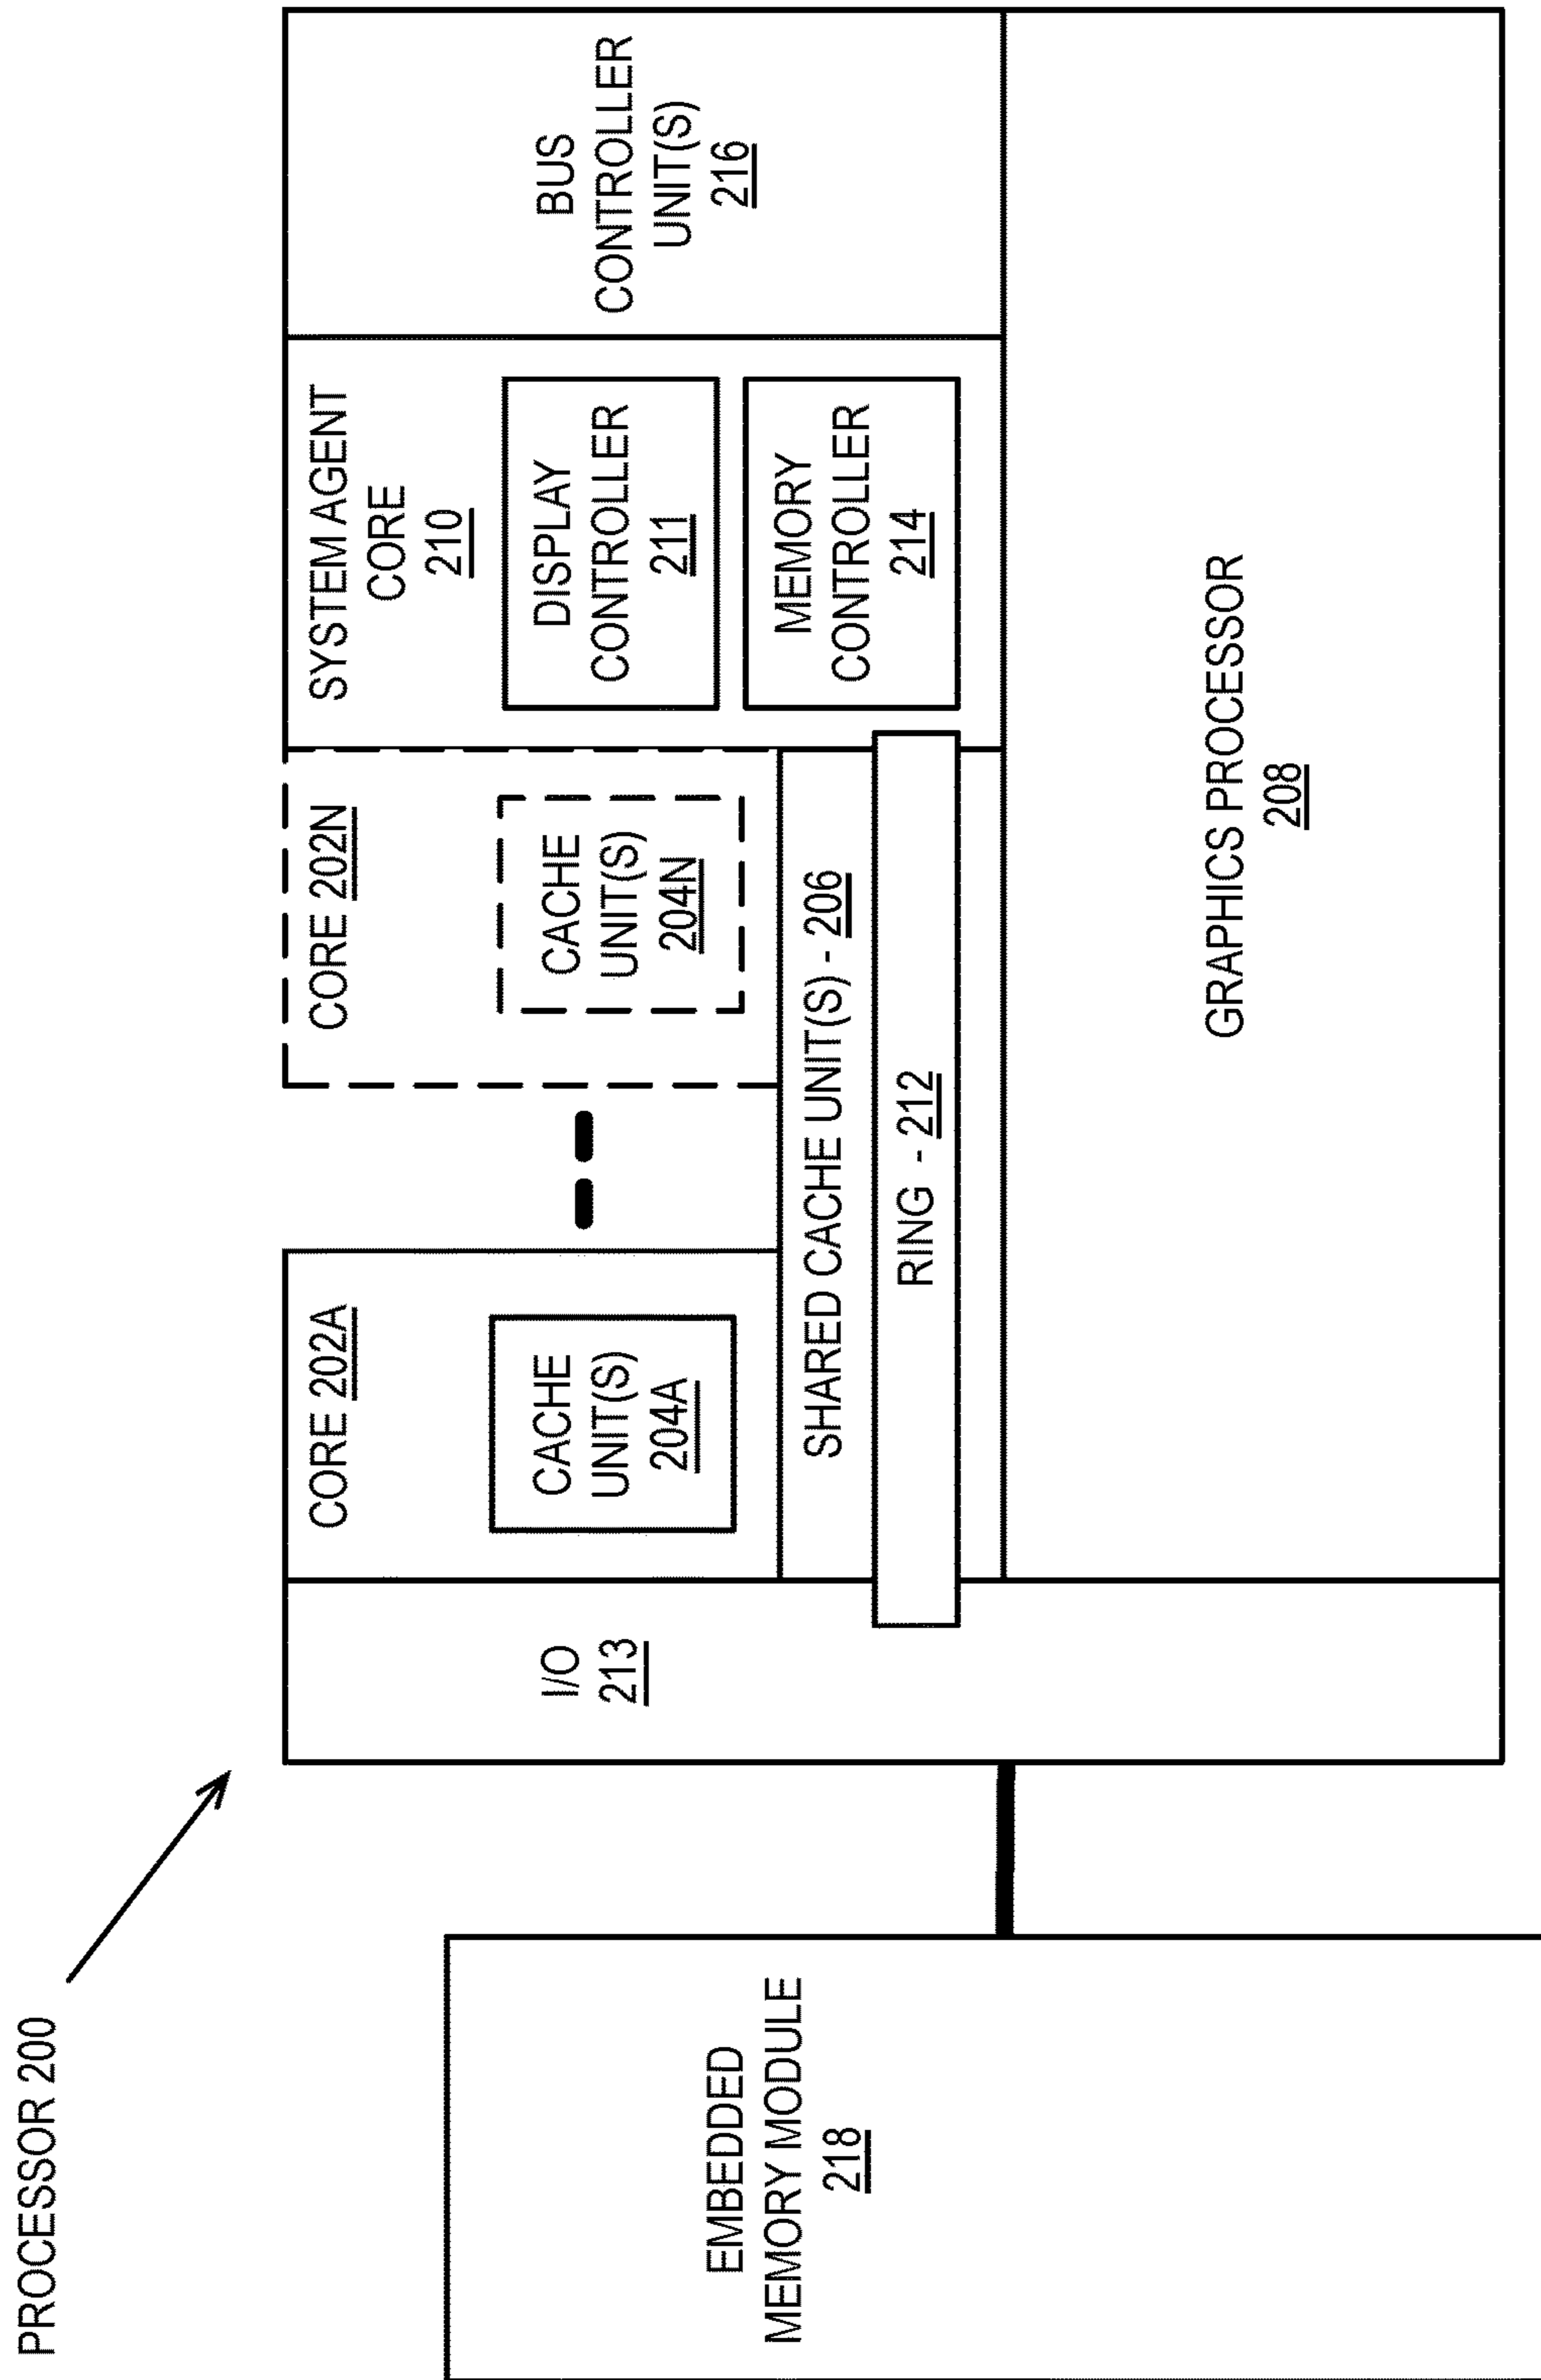 PROCESSOR 200
EMBEDDED
MEMORY MODULE
218
I/O
213
CORE 202A
CACHE
UNIT(S)
204A
CORE 202N
CACHE
UNIT(S)
204N
SHARED CACHE UNIT(S) - 206
RING - 212
SYSTEM AGENT
CORE
210
DISPLAY
CONTROLLER
211
MEMORY
CONTROLLER
214
BUS
CONTROLLER
UNIT(S)
216
GRAPHICS PROCESSOR
208